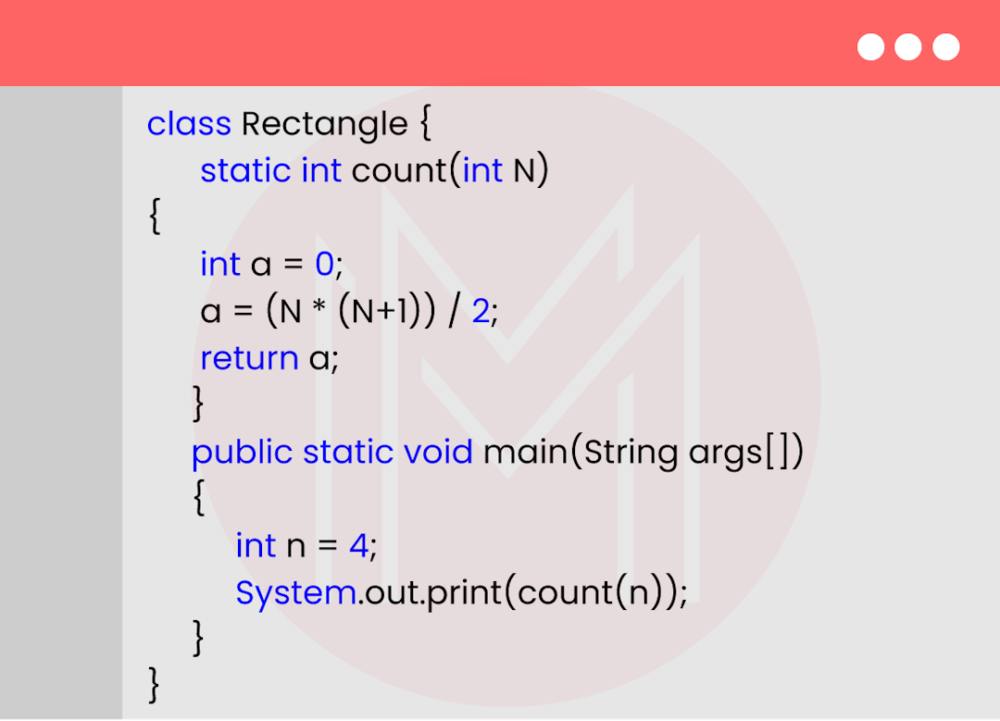 class Rectangle {
static int count(int N)
{
int a = 0;
a = (N * (N+1)) / 2;
return a;
}
public static void main(String args[])
{
int n = 4;
System.out.print(count(n));
}
}